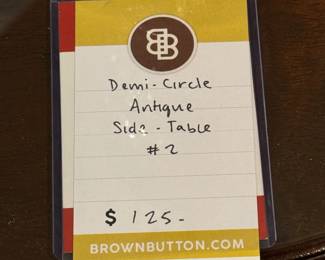 BB
Demi-Circle
Antique
Side-Table
#2
$ 125-
BROWNBUTTON.COM